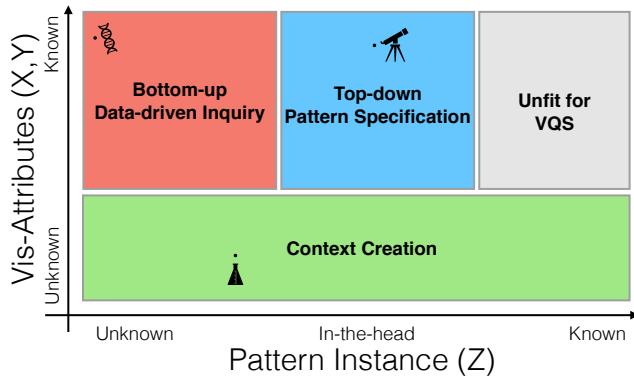 Vis-Attributes (X,Y)
Known
Unknown
Bottom-up
Data-driven Inquiry
Top-down
Pattern Specification
Unfit for
VQS
Context Creation
Unknown
In-the-head
Known
Pattern Instance (Z)